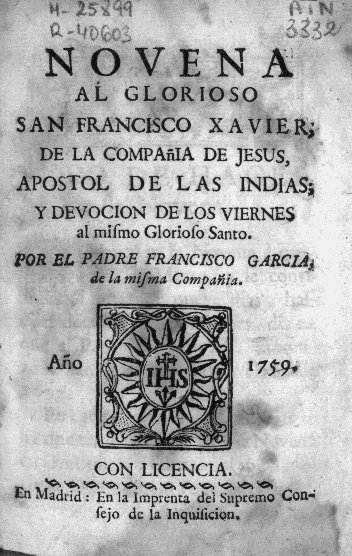 H-25899
R-40603
AIN
3332
NOVENA
AL GLORIOSO
SAN FRANCISCO XAVIER;
DE LA COMPAñIA DE JESUS,
APOSTOL DE LAS INDIAS;
Y DEVOCION DE LOS VIERNES
al miſmo Glorioſo Santo.
POR EL PADRE FRANCISCO GARCIA,
de la miſma Compañia.
Año 1759.
IHS
CON LICENCIA.
En Madrid: En la Imprenta del Supremo Con-
ſejo de la Inquiſicion.